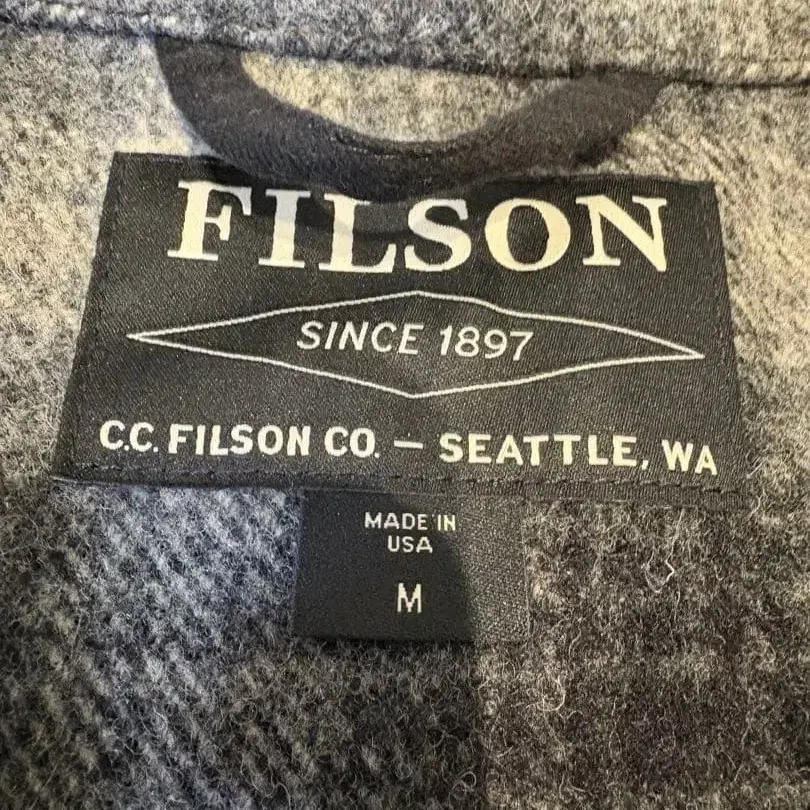 FILSON
SINCE 1897
C.C. FILSON CO. — SEATTLE, WA
MADE IN
USA
M